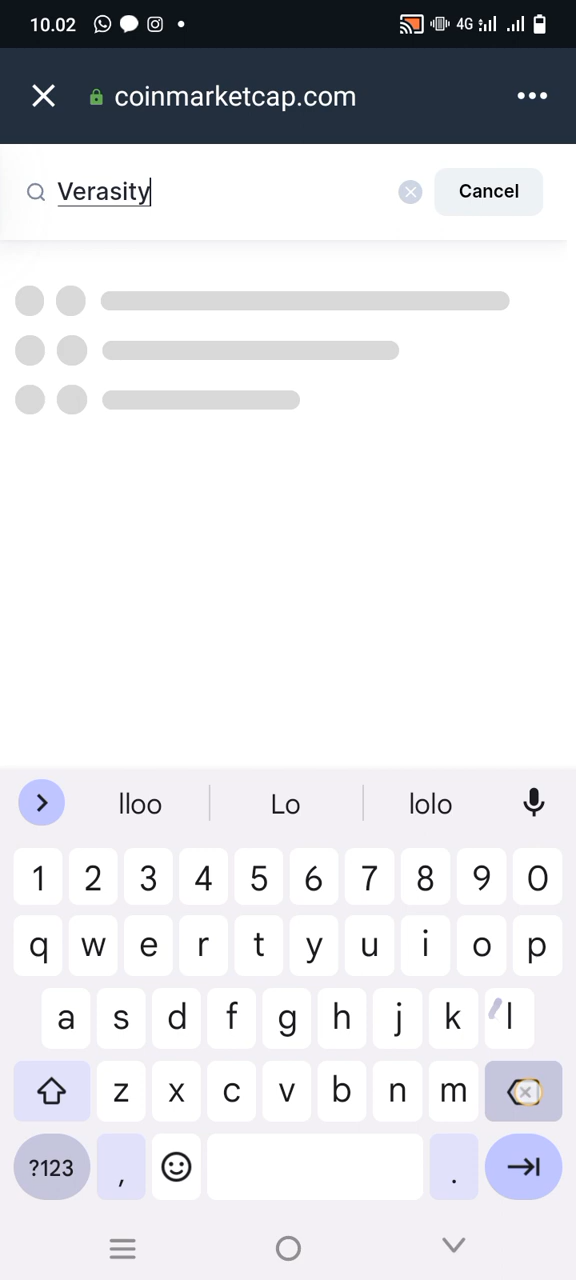 10.02 4G
coinmarketcap.com
Verasity Cancel
lloo Lo lolo
1 2 3 4 5 6 7 8 9 0
q w e r t y u i o p
a s d f g h j k l
z x c v b n m
?123 , .